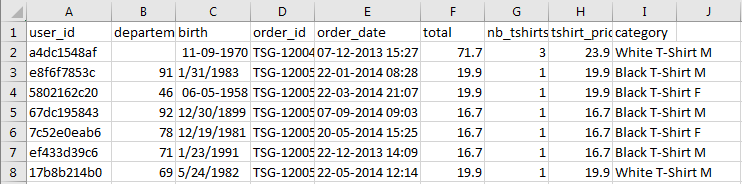 A B C D E F G H I J
1 user_id departem birth order_id order_date total nb_tshirts tshirt_pric category
2 a4dc1548af 11-09-1970 TSG-12004 07-12-2013 15:27 71.7 3 23.9 White T-Shirt M
3 e8f6f7853c 91 1/31/1983 TSG-12005 22-01-2014 08:28 19.9 1 19.9 Black T-Shirt M
4 5802162c20 46 06-05-1958 TSG-12005 22-03-2014 21:07 19.9 1 19.9 Black T-Shirt F
5 67dc195843 92 12/30/1899 TSG-12005 07-09-2014 09:03 16.7 1 16.7 Black T-Shirt M
6 7c52e0eab6 78 12/19/1981 TSG-12005 20-05-2014 15:25 16.7 1 16.7 Black T-Shirt F
7 ef433d39c6 71 1/23/1991 TSG-12005 22-12-2013 14:09 16.7 1 16.7 Black T-Shirt M
8 17b8b214b0 69 5/24/1982 TSG-12005 22-05-2014 12:14 19.9 1 19.9 White T-Shirt M